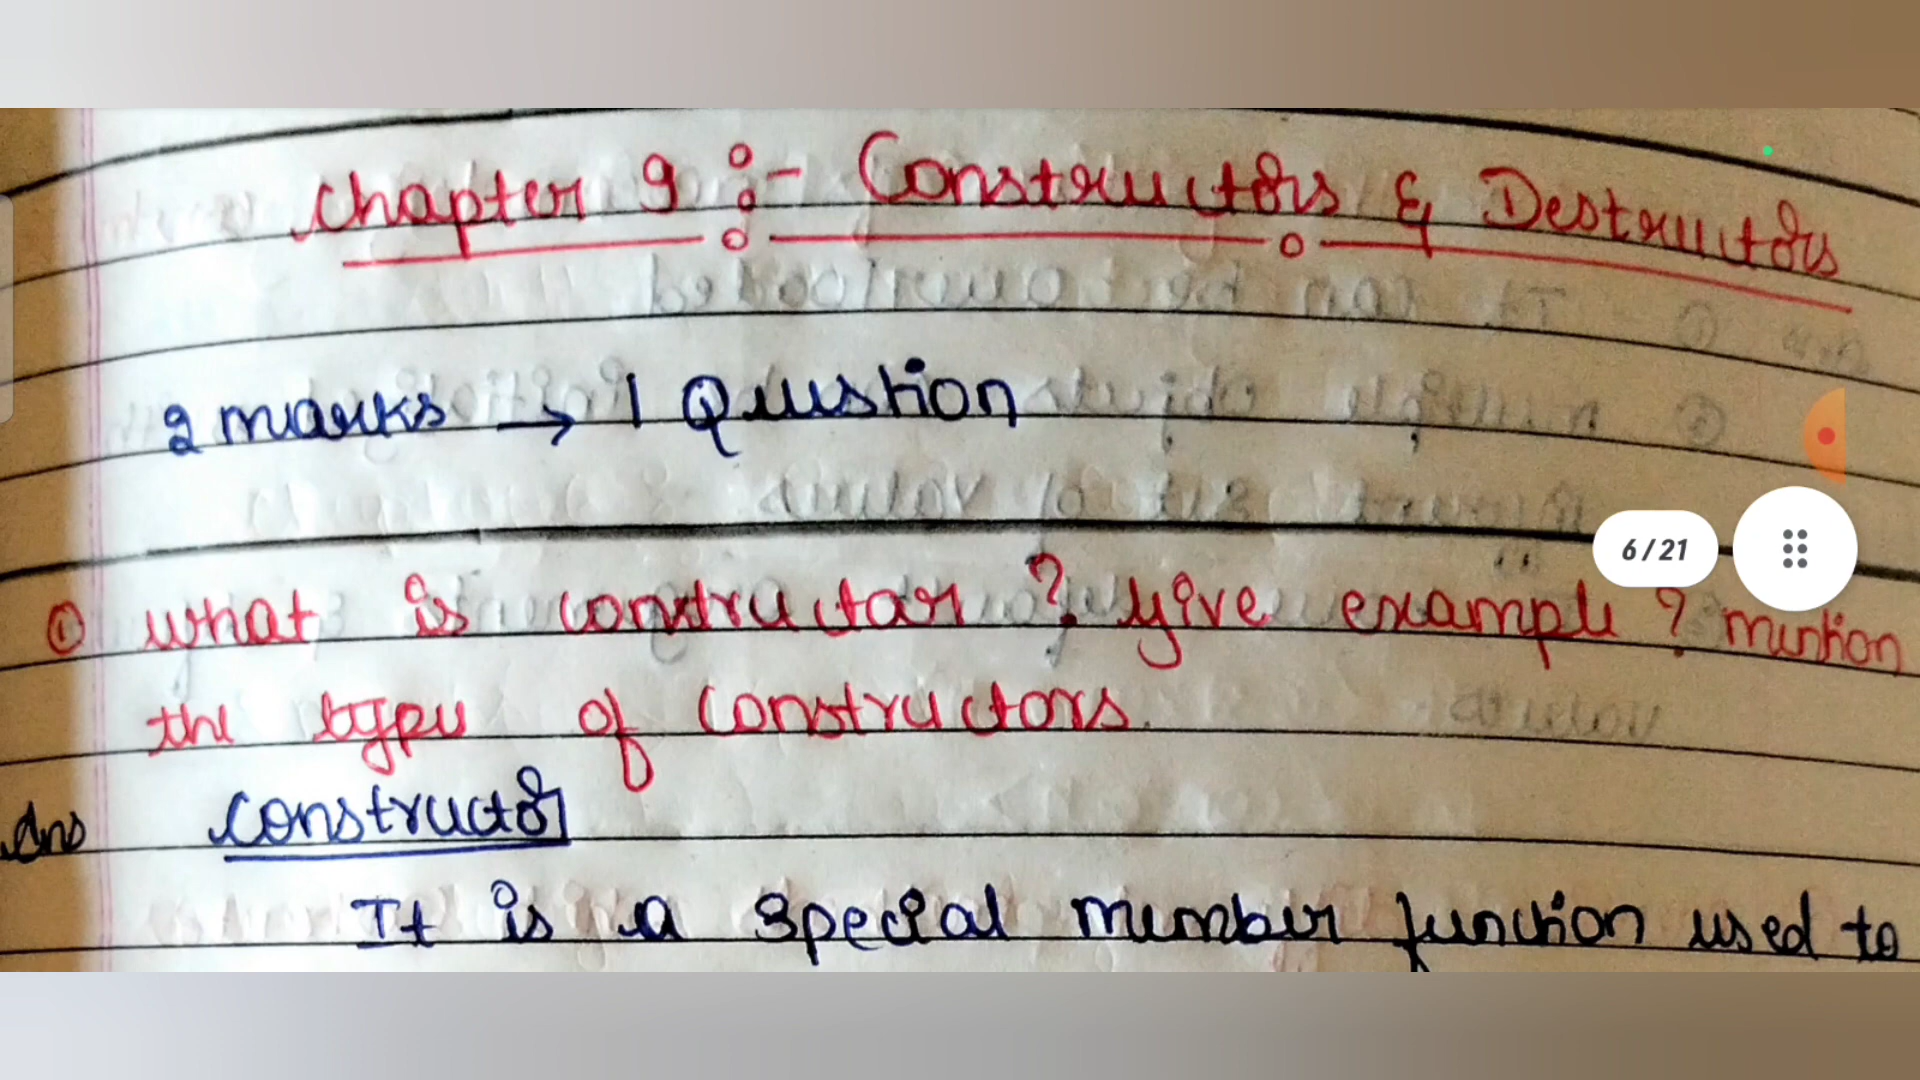 Chapter 9 :- Constructors & Destructors
2 marks → 1 Question
6/21
① what is constructor? Give example? mention
the type of constructors.
Ans constructor
It is a special member function used to